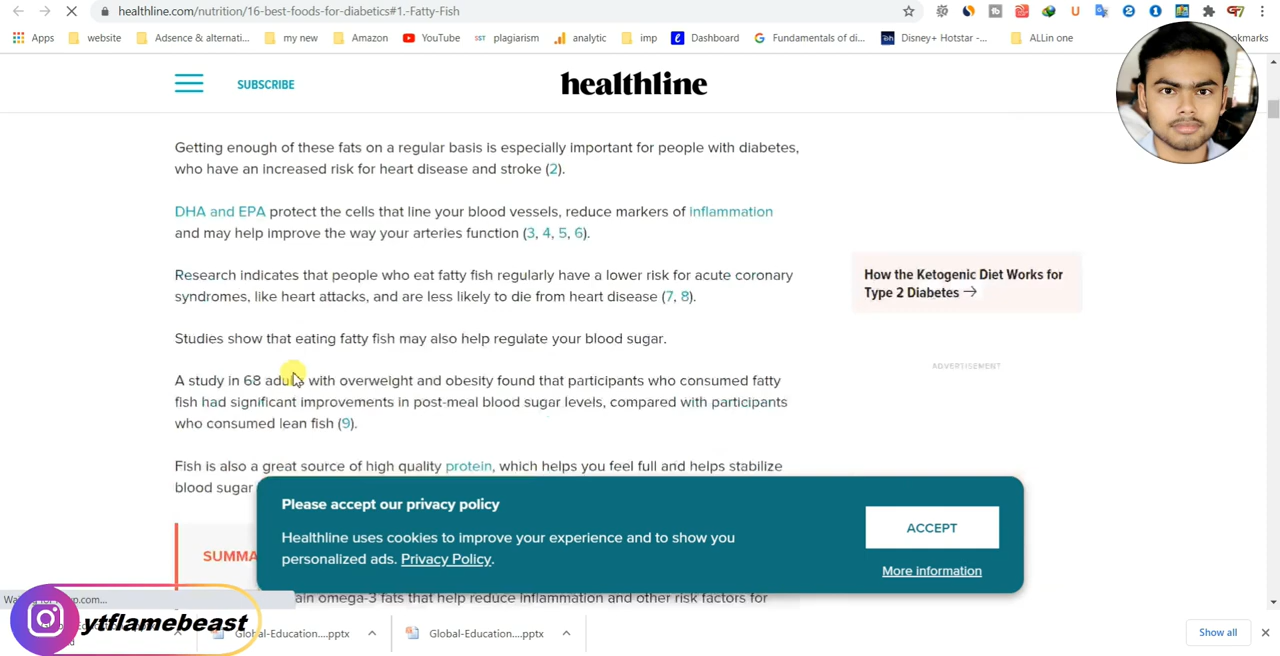 healthline.com/nutrition/16-best-foods-for-diabetics#1.-Fatty-Fish
Apps website Adsence & alternati... my new Amazon YouTube plagiarism analytic imp Dashboard Fundamentals of di... Disney+ Hotstar -... ALLin one
SUBSCRIBE
healthline
Getting enough of these fats on a regular basis is especially important for people with diabetes,
who have an increased risk for heart disease and stroke (2).
DHA and EPA protect the cells that line your blood vessels, reduce markers of inflammation
and may help improve the way your arteries function (3, 4, 5, 6).
Research indicates that people who eat fatty fish regularly have a lower risk for acute coronary
syndromes, like heart attacks, and are less likely to die from heart disease (7, 8).
How the Ketogenic Diet Works for
Type 2 Diabetes →
Studies show that eating fatty fish may also help regulate your blood sugar.
ADVERTISEMENT
A study in 68 adults with overweight and obesity found that participants who consumed fatty
fish had significant improvements in post-meal blood sugar levels, compared with participants
who consumed lean fish (9).
Fish is also a great source of high quality protein, which helps you feel full and helps stabilize
blood sugar
Please accept our privacy policy
Healthline uses cookies to improve your experience and to show you
personalized ads. Privacy Policy.
ACCEPT
More information
omega-3 fats that help reduce inflammation and other risk factors for
ytflamebeast
Global-Education....pptx
Global-Education....pptx
Show all